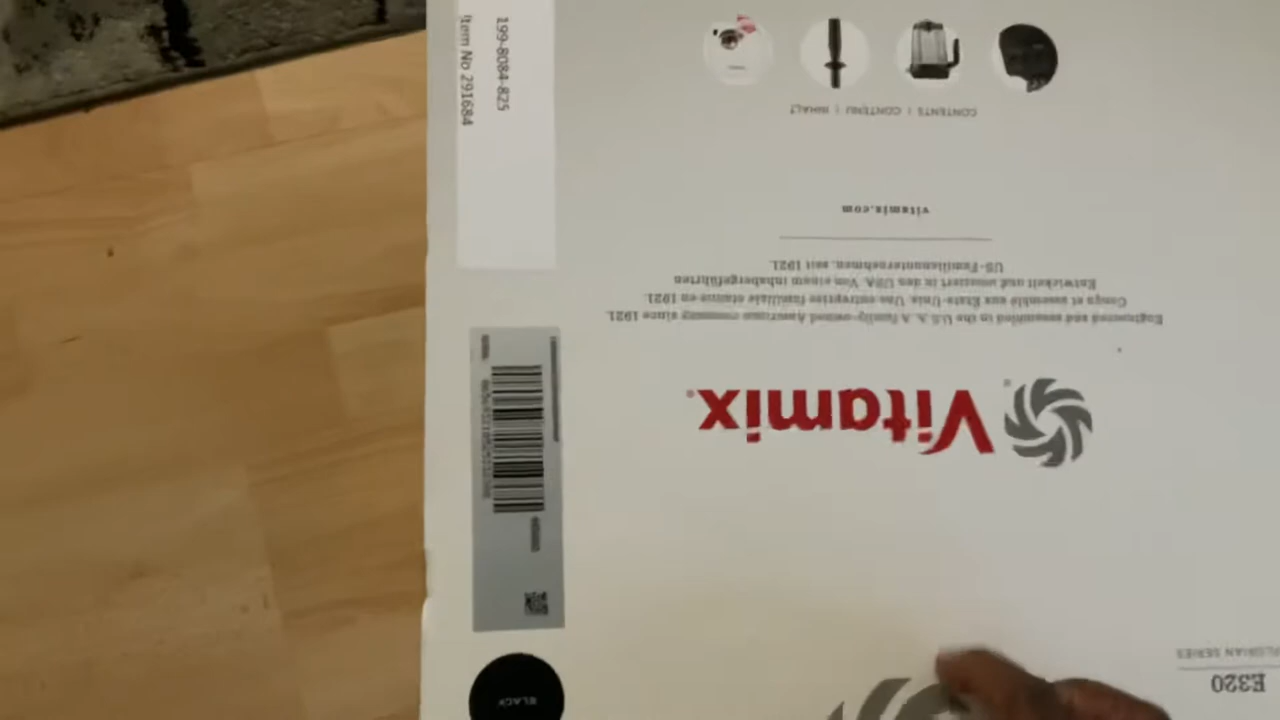 E320
BLACK
Vitamix
Engineered and assembled in the U.S.A. A family-owned American company since 1921.
Conçu et assemblé aux États-Unis. Une entreprise familiale établie en 1921.
Entwickelt und montiert in den USA. Von einem inhabergeführten
US-Familienunternehmen, seit 1921.
vitamix.com
CONTENTS | CONTENU | INHALT
199-8084-825
Item No 291684